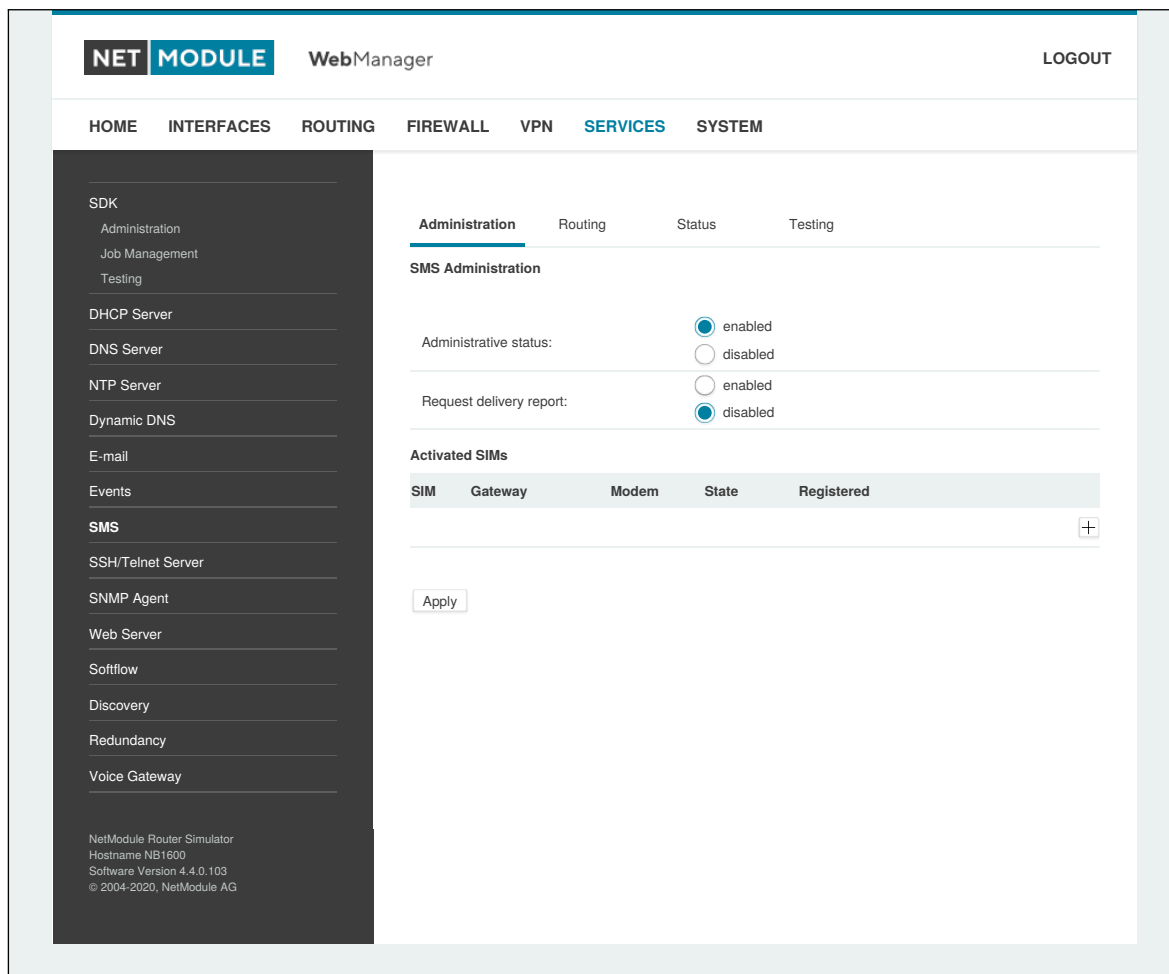 NET MODULE WebManager LOGOUT
HOME INTERFACES ROUTING FIREWALL VPN SERVICES SYSTEM
SDK
Administration
Job Management
Testing
DHCP Server
DNS Server
NTP Server
Dynamic DNS
E-mail
Events
SMS
SSH/Telnet Server
SNMP Agent
Web Server
Softflow
Discovery
Redundancy
Voice Gateway
NetModule Router Simulator
Hostname NB1600
Software Version 4.4.0.103
© 2004-2020, NetModule AG
Administration Routing Status Testing
SMS Administration
Administrative status:
enabled
disabled
Request delivery report:
enabled
disabled
Activated SIMs
SIM Gateway Modem State Registered
Apply